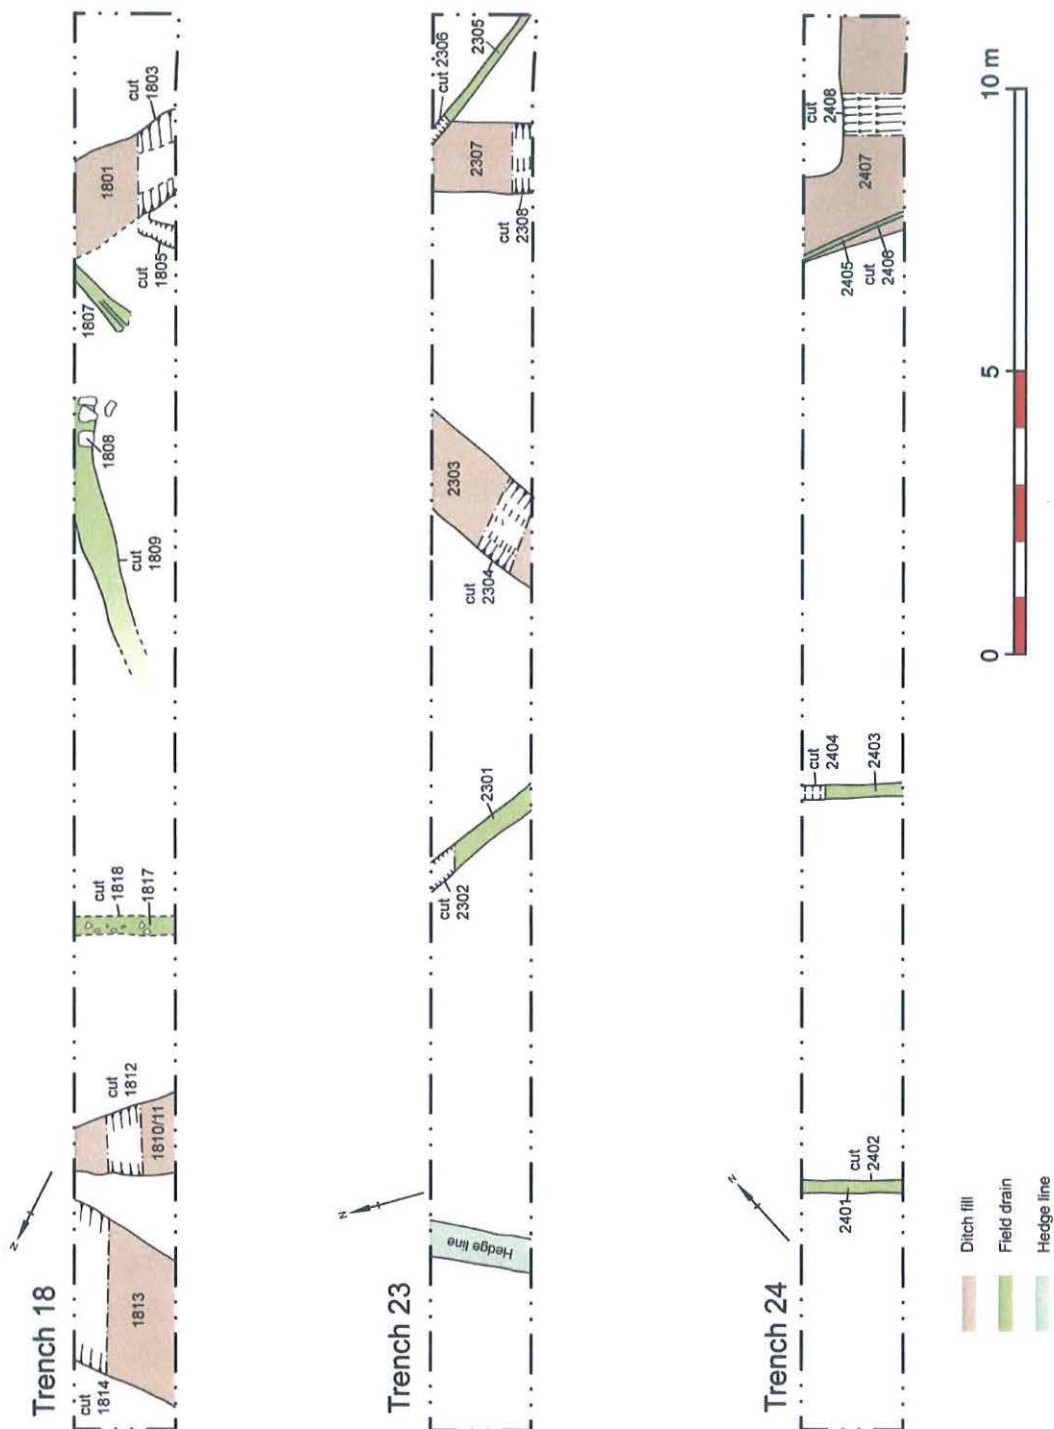 Trench 18
N
cut
1814
1813
cut
1812
1810/11
cut
1818
1817
cut
1809
1808
1807
cut
1805
1801
cut
1803
Trench 23
N
Hedge line
cut
2302
2301
cut
2304
2303
cut
2308
2307
cut 2306
2305
Trench 24
N
2401
cut
2402
cut
2404
2403
2405
cut
2406
2407
cut
2408
Ditch fill
Field drain
Hedge line
0
5
10 m